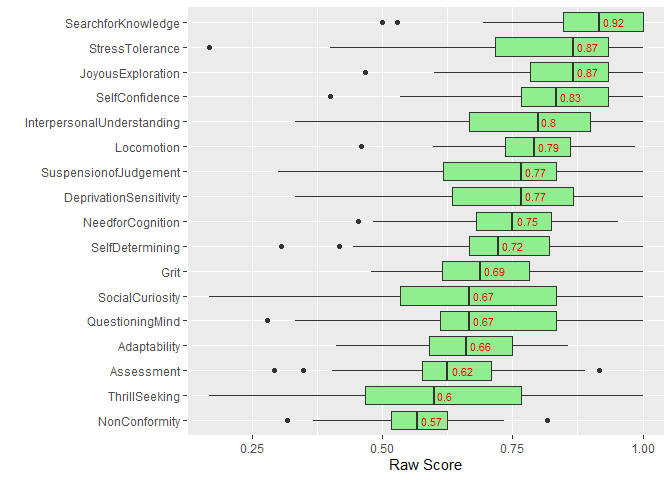 SearchforKnowledge 0.92
StressTolerance 0.87
JoyousExploration 0.87
SelfConfidence 0.83
InterpersonalUnderstanding 0.8
Locomotion 0.79
SuspensionofJudgement 0.77
DeprivationSensitivity 0.77
NeedforCognition 0.75
SelfDetermining 0.72
Grit 0.69
SocialCuriosity 0.67
QuestioningMind 0.67
Adaptability 0.66
Assessment 0.62
ThrillSeeking 0.6
NonConformity 0.57
0.25 0.50 0.75 1.00
Raw Score